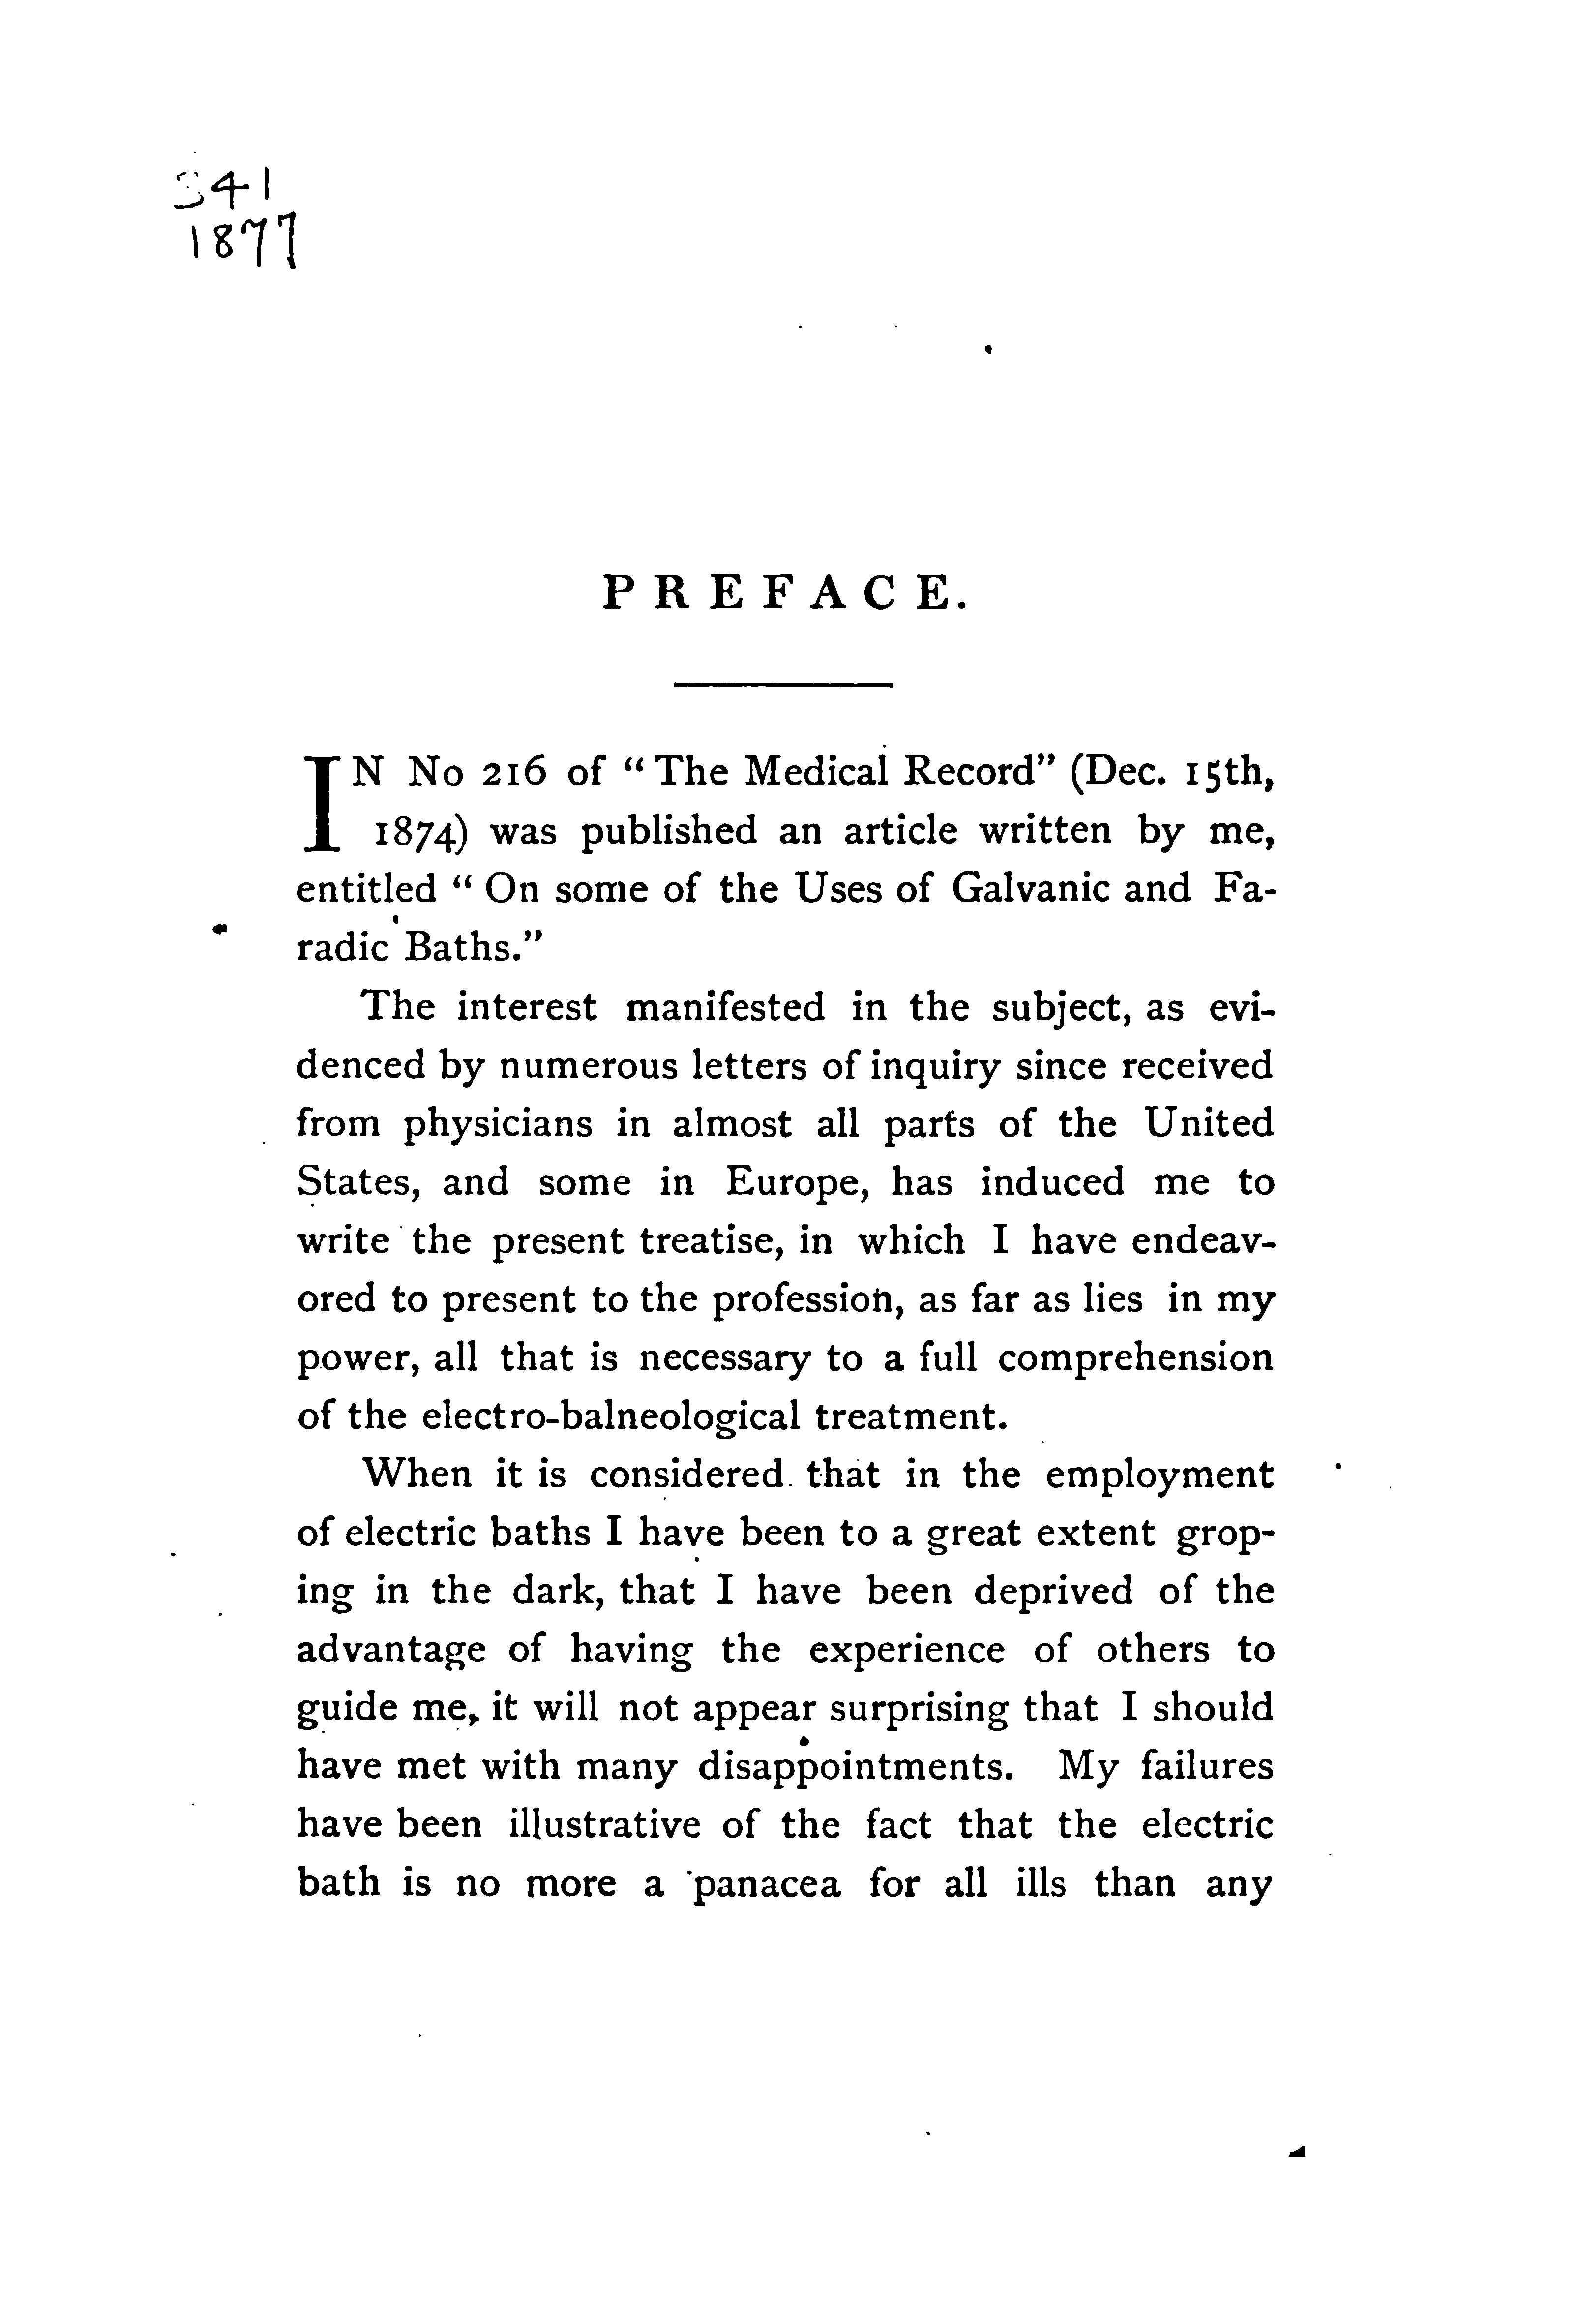 1877
PREFACE.
IN No 216 of “The Medical Record” (Dec. 15th,
1874) was published an article written by me,
entitled “On some of the Uses of Galvanic and Fa-
radic Baths.”
The interest manifested in the subject, as evi-
denced by numerous letters of inquiry since received
from physicians in almost all parts of the United
States, and some in Europe, has induced me to
write the present treatise, in which I have endeav-
ored to present to the profession, as far as lies in my
power, all that is necessary to a full comprehension
of the electro-balneological treatment.
When it is considered that in the employment
of electric baths I have been to a great extent grop-
ing in the dark, that I have been deprived of the
advantage of having the experience of others to
guide me, it will not appear surprising that I should
have met with many disappointments. My failures
have been illustrative of the fact that the electric
bath is no more a panacea for all ills than any